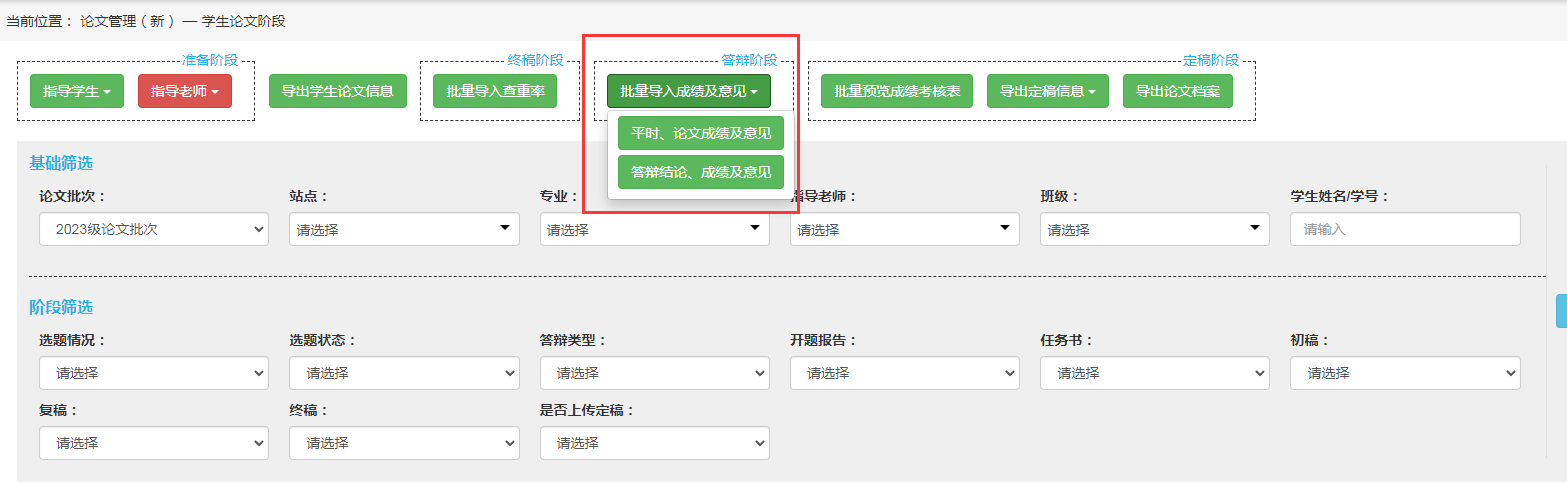 当前位置： 论文管理（新） — 学生论文阶段
准备阶段 终稿阶段 答辩阶段 定稿阶段
指导学生 指导老师 导出学生论文信息 批量导入查重率 批量导入成绩及意见 批量预览成绩考核表 导出定稿信息 导出论文档案
平时、论文成绩及意见
基础筛选
答辩结论、成绩及意见
论文批次： 站点： 专业： 指导老师： 班级： 学生姓名/学号：
2023级论文批次 请选择 请选择 请选择 请选择 请输入
阶段筛选
选题情况： 选题状态： 答辩类型： 开题报告： 任务书： 初稿：
请选择 请选择 请选择 请选择 请选择 请选择
复稿： 终稿： 是否上传定稿：
请选择 请选择 请选择